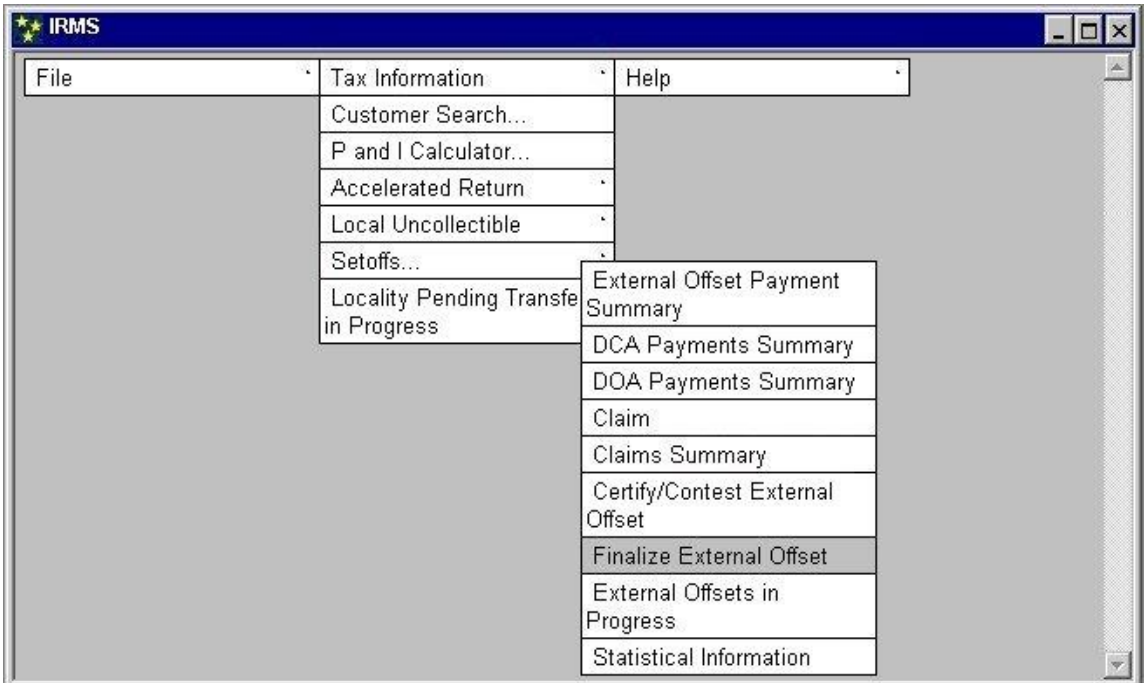 IRMS
File
Tax Information
Help
Customer Search...
P and I Calculator...
Accelerated Return
Local Uncollectible
Setoffs...
Locality Pending Transfe
in Progress
External Offset Payment
Summary
DCA Payments Summary
DOA Payments Summary
Claim
Claims Summary
Certify/Contest External
Offset
Finalize External Offset
External Offsets in
Progress
Statistical Information